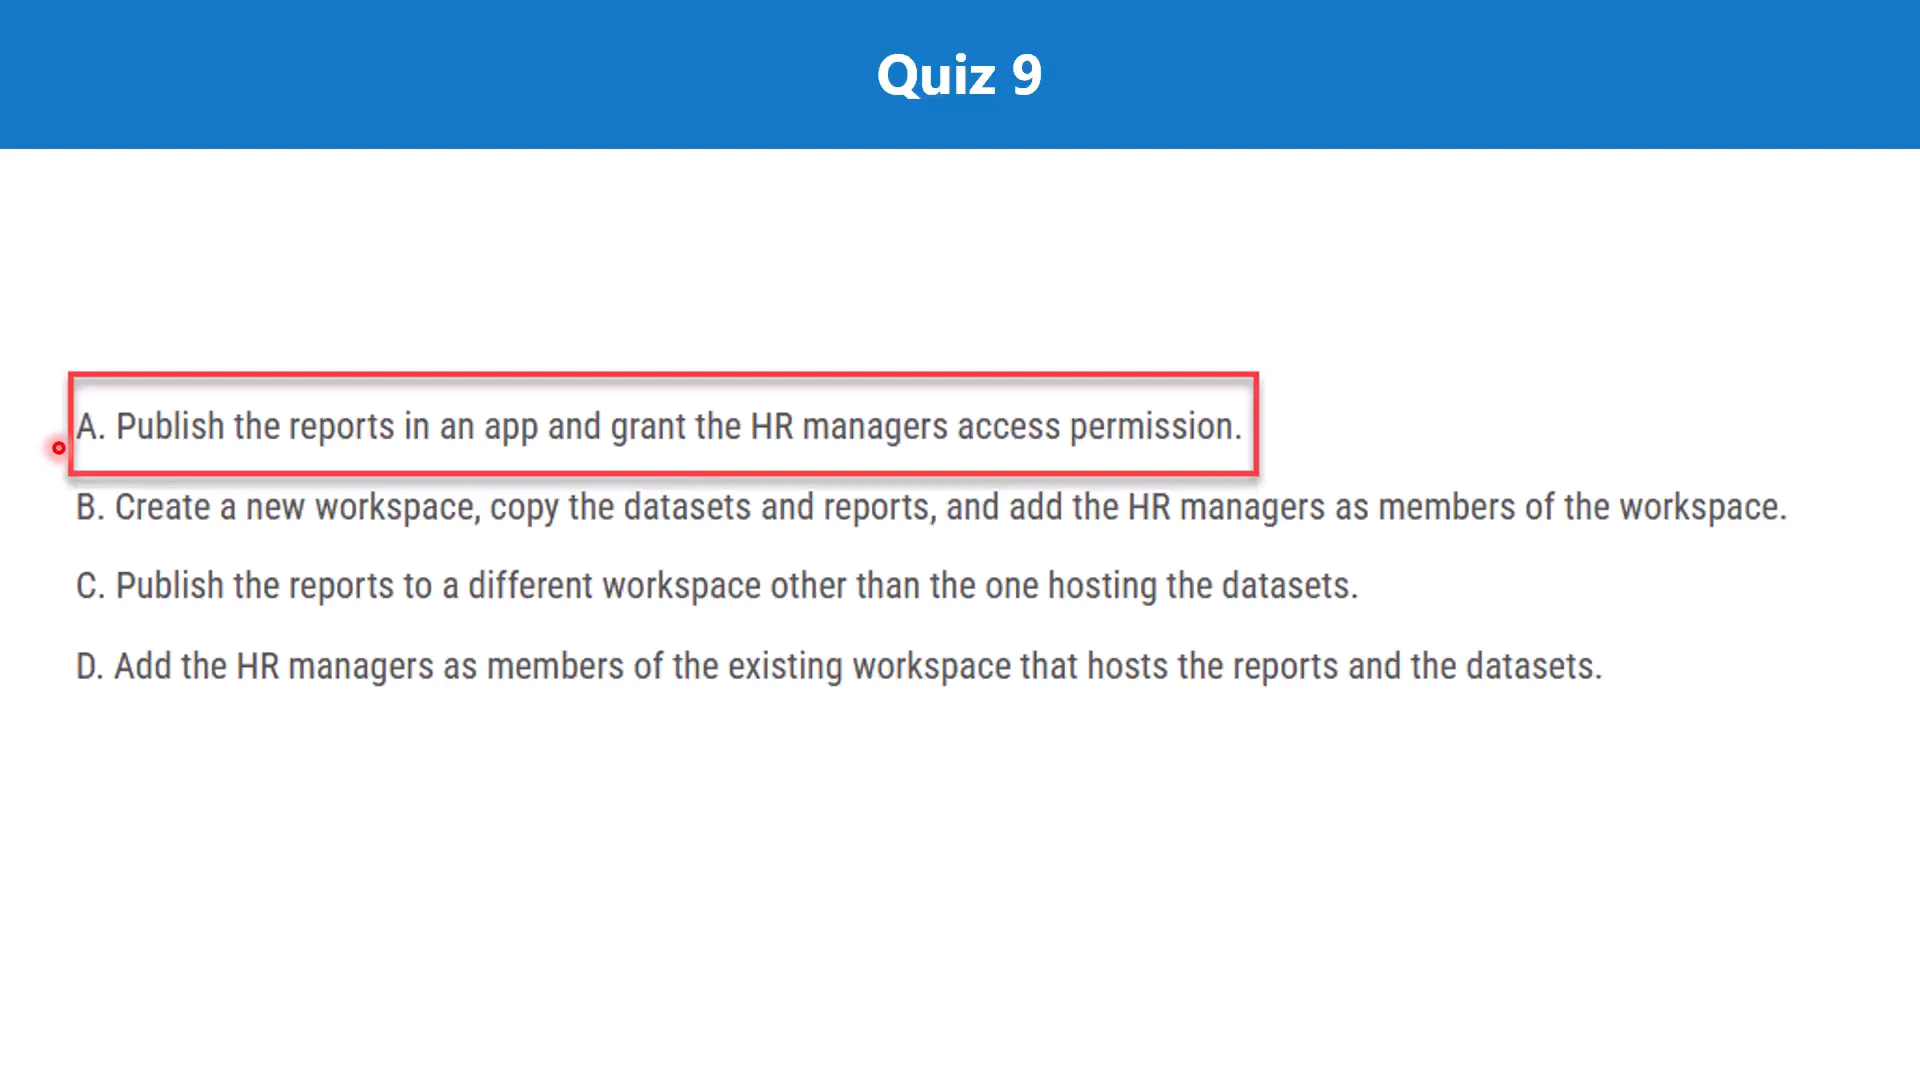 Quiz 9
A. Publish the reports in an app and grant the HR managers access permission.
B. Create a new workspace, copy the datasets and reports, and add the HR managers as members of the workspace.
C. Publish the reports to a different workspace other than the one hosting the datasets.
D. Add the HR managers as members of the existing workspace that hosts the reports and the datasets.